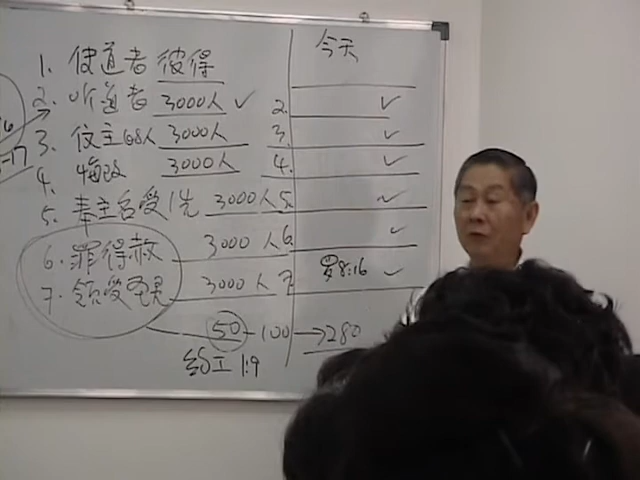 今天
1. 使道者 彼得
2. 听道者 3000人 ✓ 2. ✓
3. 信主的人 3000人 3. ✓
4. 悔改 3000人 4. ✓
5. 奉主名受洗 3000人 5. ✓
6. 罪得赦 3000人 6. ✓
7. 领受圣灵 3000人 7. 罗8:16 ✓
50 - 100 → 280
约Ⅰ 1:9